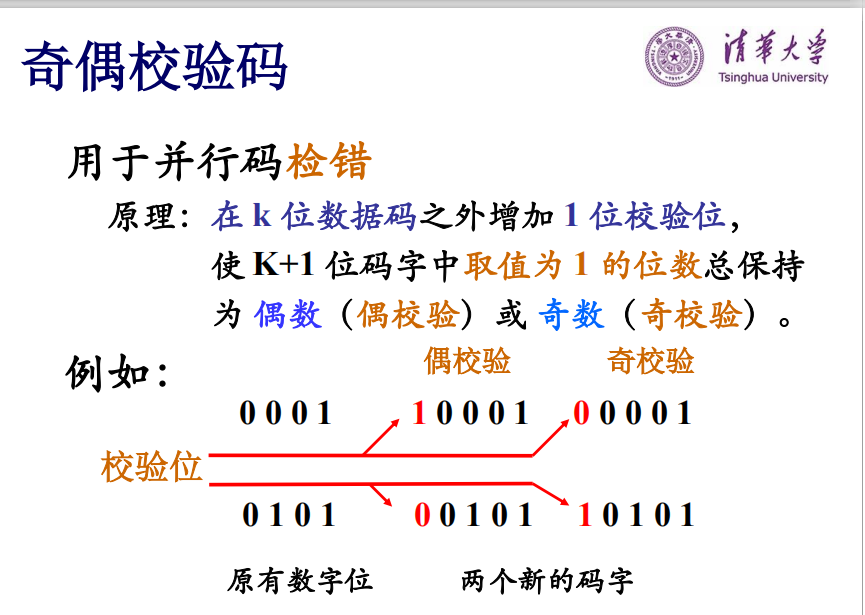 奇偶校验码
清華大学
Tsinghua University
用于并行码检错
原理：在 k 位数据码之外增加 1 位校验位，
使 K+1 位码字中取值为 1 的位数总保持
为 偶数（偶校验）或 奇数（奇校验）。
例如：
偶校验 奇校验
0 0 0 1 1 0 0 0 1 0 0 0 0 1
校验位
0 1 0 1 0 0 1 0 1 1 0 1 0 1
原有数字位 两个新的码字